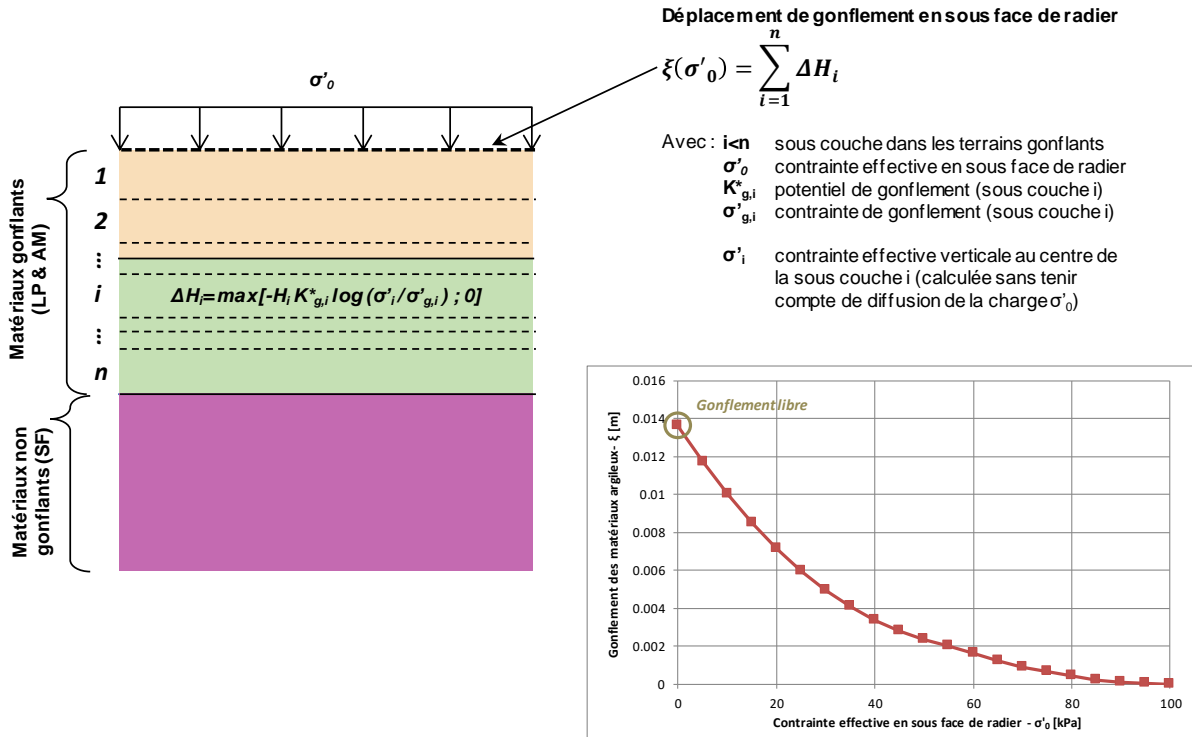 Déplacement de gonflement en sous face de radier
ξ(σ'₀) = ∑ᵢ₌₁ⁿ ΔHᵢ
σ'₀
Avec : i<n sous couche dans les terrains gonflants
σ'₀ contrainte effective en sous face de radier
K*g,i potentiel de gonflement (sous couche i)
σ'g,i contrainte de gonflement (sous couche i)
σ'i contrainte effective verticale au centre de
la sous couche i (calculée sans tenir
compte de diffusion de la charge σ'₀)
Matériaux gonflants
(LP & AM)
1
2
...
i
ΔHi=max[-Hi K*g,i log(σ'i/σ'g,i) ; 0]
...
n
Matériaux non
gonflants (SF)
Gonflement des matériaux argileux- ξ [m]
0.016
0.014
0.012
0.01
0.008
0.006
0.004
0.002
0
Gonflement libre
0 20 40 60 80 100
Contrainte effective en sous face de radier - σ'₀ [kPa]